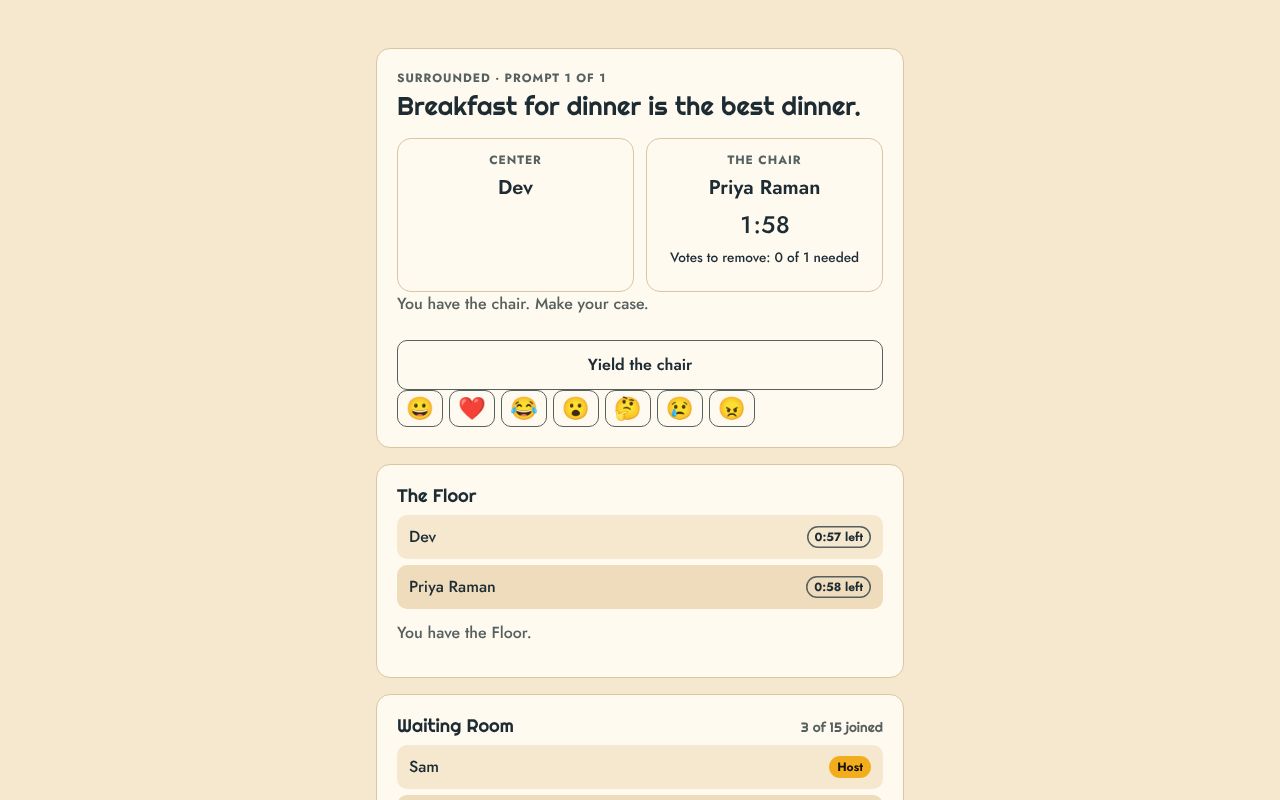 SURROUNDED · PROMPT 1 OF 1
Breakfast for dinner is the best dinner.
CENTER
Dev
THE CHAIR
Priya Raman
1:58
Votes to remove: 0 of 1 needed
You have the chair. Make your case.
Yield the chair
😀 ❤️ 😂 😮 🤔 😢 😠
The Floor
Dev 0:57 left
Priya Raman 0:58 left
You have the Floor.
Waiting Room 3 of 15 joined
Sam Host